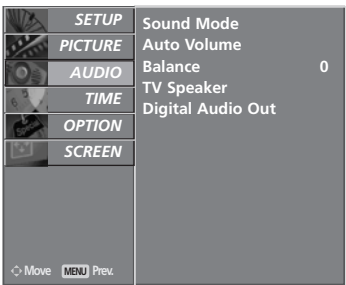 SETUP
PICTURE
AUDIO
TIME
OPTION
SCREEN
Move MENU Prev.
Sound Mode
Auto Volume
Balance 0
TV Speaker
Digital Audio Out